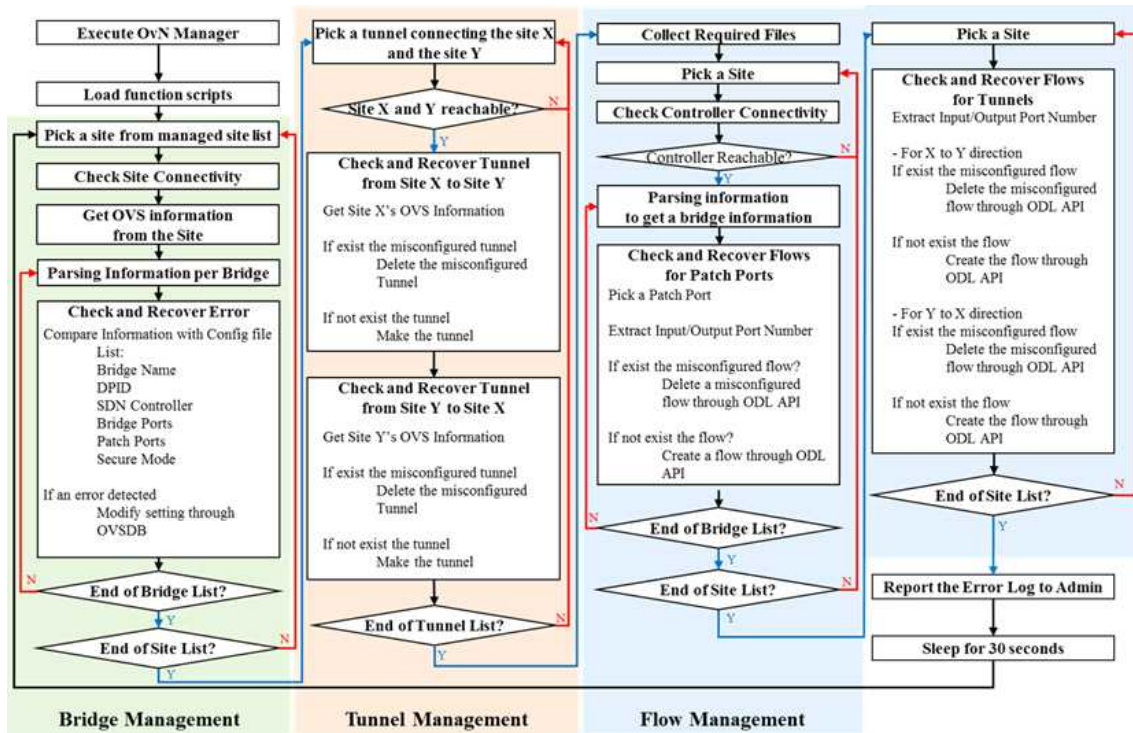 Execute OvN Manager
Load function scripts
Pick a site from managed site list
Check Site Connectivity
Get OVS information
from the Site
Parsing Information per Bridge
Check and Recover Error
Compare Information with Config file
List:
Bridge Name
DPID
SDN Controller
Bridge Ports
Patch Ports
Secure Mode
If an error detected
Modify setting through
OVSDB
End of Bridge List?
N
Y
End of Site List?
N
Y
Bridge Management
Pick a tunnel connecting the site X
and the site Y
Site X and Y reachable?
N
Y
Check and Recover Tunnel
from Site X to Site Y
Get Site X's OVS Information
If exist the misconfigured tunnel
Delete the misconfigured
Tunnel
If not exist the tunnel
Make the tunnel
Check and Recover Tunnel
from Site Y to Site X
Get Site Y's OVS Information
If exist the misconfigured tunnel
Delete the misconfigured
Tunnel
If not exist the tunnel
Make the tunnel
End of Tunnel List?
N
Y
Tunnel Management
Collect Required Files
Pick a Site
Check Controller Connectivity
Controller Reachable?
N
Y
Parsing information
to get a bridge information
Check and Recover Flows
for Patch Ports
Pick a Patch Port
Extract Input/Output Port Number
If exist the misconfigured flow?
Delete a misconfigured
flow through ODL API
If not exist the flow?
Create a flow through ODL
API
End of Bridge List?
N
Y
End of Site List?
N
Y
Flow Management
Pick a Site
Check and Recover Flows
for Tunnels
Extract Input/Output Port Number
- For X to Y direction
If exist the misconfigured flow
Delete the misconfigured
flow through ODL API
If not exist the flow
Create the flow through
ODL API
- For Y to X direction
If exist the misconfigured flow
Delete the misconfigured
flow through ODL API
If not exist the flow
Create the flow through
ODL API
End of Site List?
N
Y
Report the Error Log to Admin
Sleep for 30 seconds